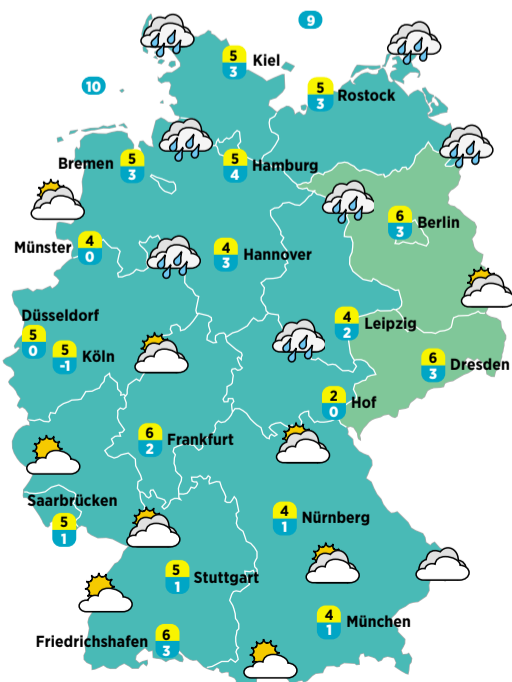 9
5
3
Kiel
10
5
3
Rostock
Bremen
5
3
5
4
Hamburg
6
3
Berlin
Münster
4
0
4
3
Hannover
Düsseldorf
5
0
5
-1
Köln
4
2
Leipzig
6
3
Dresden
2
0
Hof
6
2
Frankfurt
Saarbrücken
5
1
4
1
Nürnberg
5
1
Stuttgart
4
1
München
Friedrichshafen
6
3